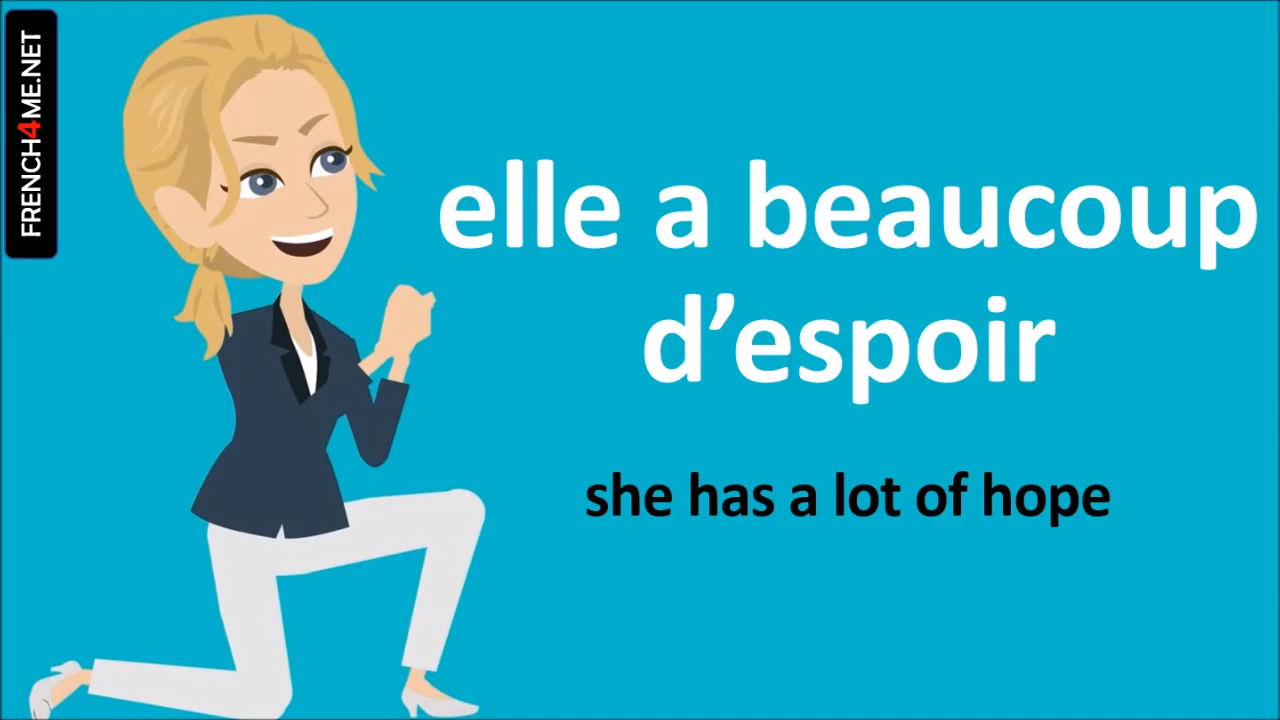 FRENCH4ME.NET
elle a beaucoup
d’espoir
she has a lot of hope